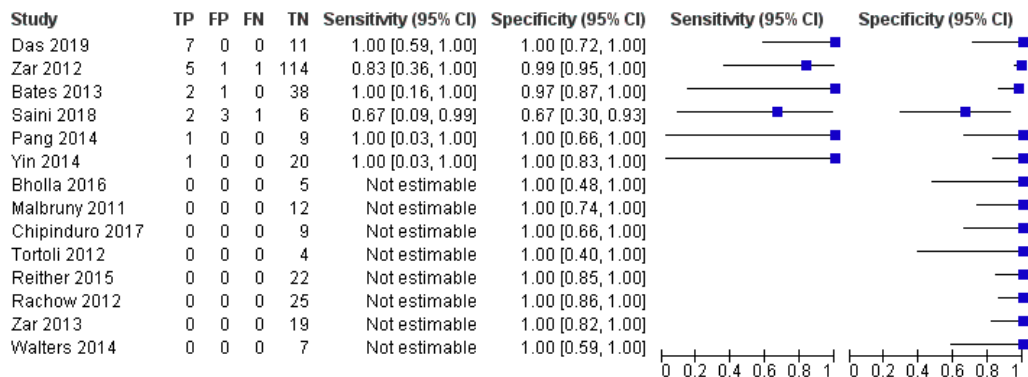 Study TP FP FN TN Sensitivity (95% CI) Specificity (95% CI) Sensitivity (95% CI) Specificity (95% CI)
Das 2019 7 0 0 11 1.00 [0.59, 1.00] 1.00 [0.72, 1.00]
Zar 2012 5 1 1 114 0.83 [0.36, 1.00] 0.99 [0.95, 1.00]
Bates 2013 2 1 0 38 1.00 [0.16, 1.00] 0.97 [0.87, 1.00]
Saini 2018 2 3 1 6 0.67 [0.09, 0.99] 0.67 [0.30, 0.93]
Pang 2014 1 0 0 9 1.00 [0.03, 1.00] 1.00 [0.66, 1.00]
Yin 2014 1 0 0 20 1.00 [0.03, 1.00] 1.00 [0.83, 1.00]
Bholla 2016 0 0 0 5 Not estimable 1.00 [0.48, 1.00]
Malbruny 2011 0 0 0 12 Not estimable 1.00 [0.74, 1.00]
Chipinduro 2017 0 0 0 9 Not estimable 1.00 [0.66, 1.00]
Tortoli 2012 0 0 0 4 Not estimable 1.00 [0.40, 1.00]
Reither 2015 0 0 0 22 Not estimable 1.00 [0.85, 1.00]
Rachow 2012 0 0 0 25 Not estimable 1.00 [0.86, 1.00]
Zar 2013 0 0 0 19 Not estimable 1.00 [0.82, 1.00]
Walters 2014 0 0 0 7 Not estimable 1.00 [0.59, 1.00]
0 0.2 0.4 0.6 0.8 1 0 0.2 0.4 0.6 0.8 1